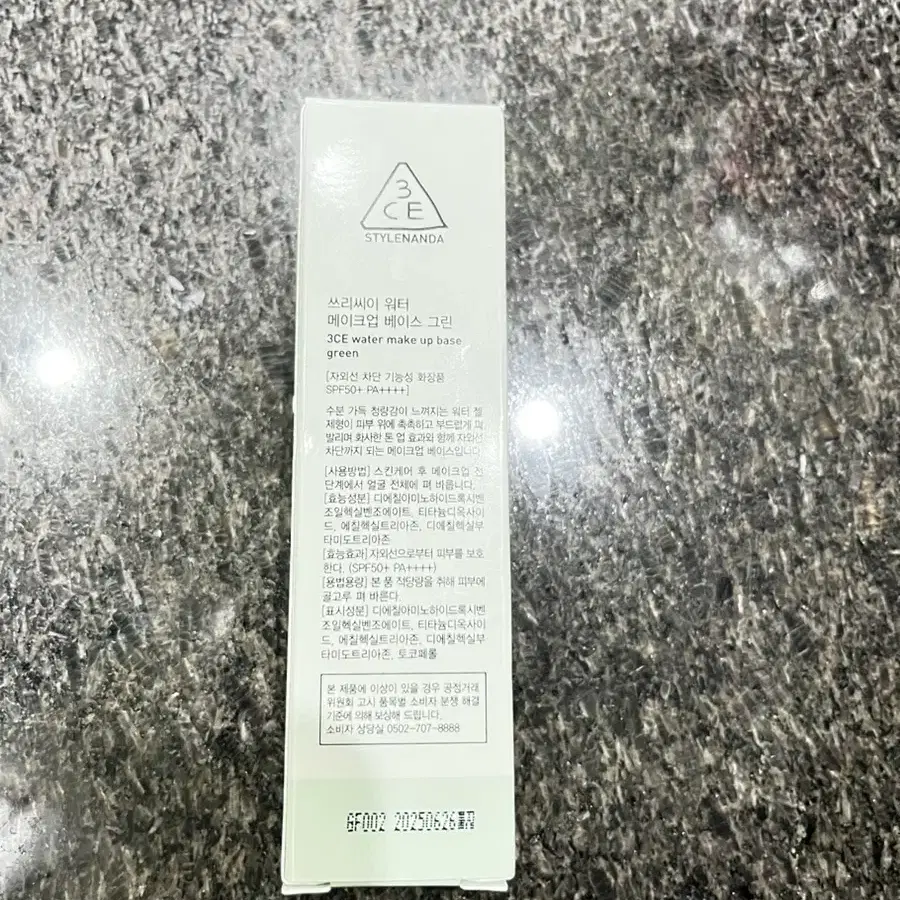 3
CE
STYLENANDA
쓰리씨이 워터
메이크업 베이스 그린
3CE water make up base
green
[자외선 차단 기능성 화장품
SPF50+ PA++++]
수분 가득 청량감이 느껴지는 워터 젤
제형이 피부 위에 촉촉하고 부드럽게 펴
발리며 화사한 톤 업 효과와 함께 자외선
차단까지 되는 메이크업 베이스입니다.
[사용방법] 스킨케어 후 메이크업 전
단계에서 얼굴 전체에 펴 바릅니다.
[효능성분] 디에칠아미노하이드록시벤
조일헥실벤조에이트, 티타늄디옥사이
드, 에칠헥실트리아존, 디에칠헥실부
타미도트리아존
[효능효과] 자외선으로부터 피부를 보호
한다. (SPF50+ PA++++)
[용법용량] 본 품 적당량을 취해 피부에
골고루 펴 바른다.
[표시성분] 디에칠아미노하이드록시벤
조일헥실벤조에이트, 티타늄디옥사이
드, 에칠헥실트리아존, 디에칠헥실부
타미도트리아존, 토코페롤
본 제품에 이상이 있을 경우 공정거래
위원회 고시 품목별 소비자 분쟁 해결
기준에 의해 보상해 드립니다.
소비자 상담실 0502-707-8888
GF002 20250626까지